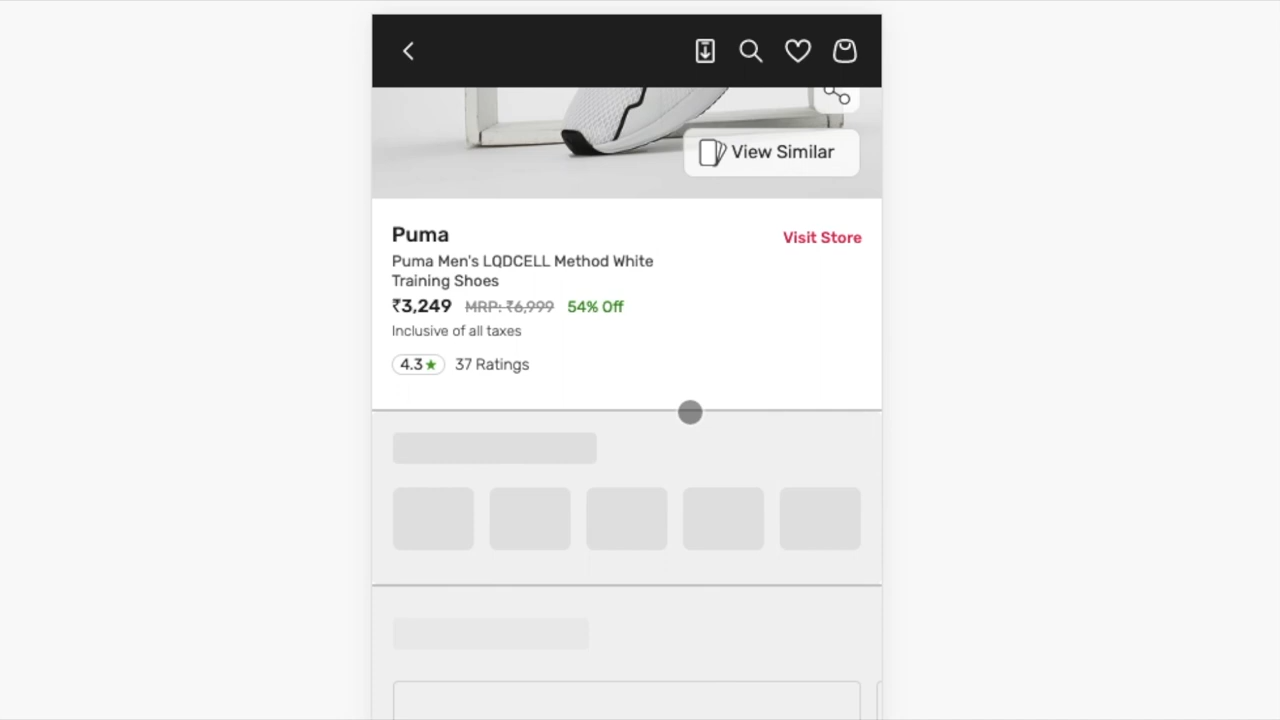 View Similar
Puma
Visit Store
Puma Men's LQDCELL Method White
Training Shoes
₹3,249 MRP: ₹6,999 54% Off
Inclusive of all taxes
4.3★ 37 Ratings